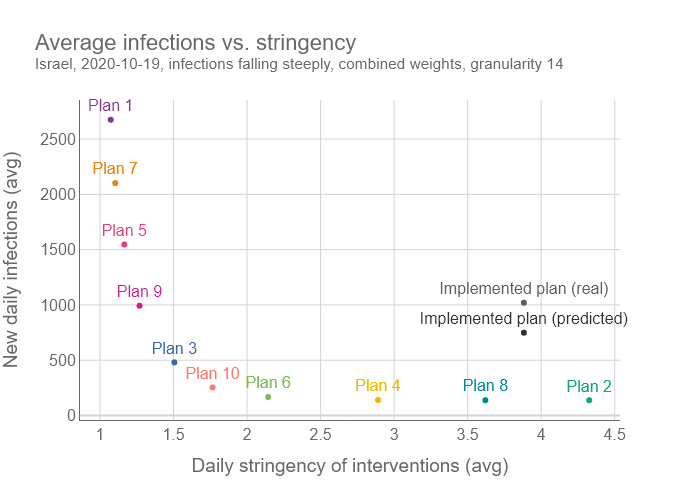 Average infections vs. stringency
Israel, 2020-10-19, infections falling steeply, combined weights, granularity 14
New daily infections (avg)
2500
2000
1500
1000
500
0
Plan 1
Plan 7
Plan 5
Plan 9
Implemented plan (real)
Implemented plan (predicted)
Plan 3
Plan 10
Plan 6
Plan 4
Plan 8
Plan 2
1 1.5 2 2.5 3 3.5 4 4.5
Daily stringency of interventions (avg)